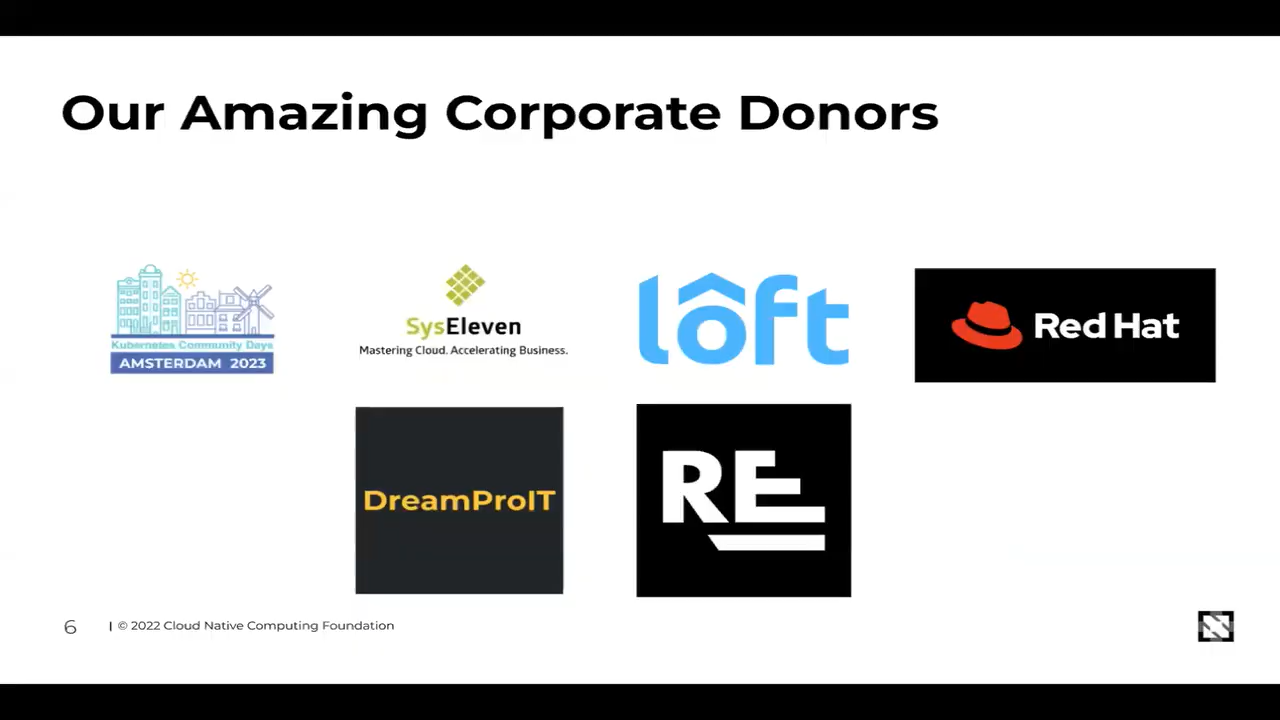 Our Amazing Corporate Donors
Kubernetes Community Days
AMSTERDAM 2023
SysEleven
Mastering Cloud. Accelerating Business.
lôft
Red Hat
DreamProIT
RE
6 | © 2022 Cloud Native Computing Foundation